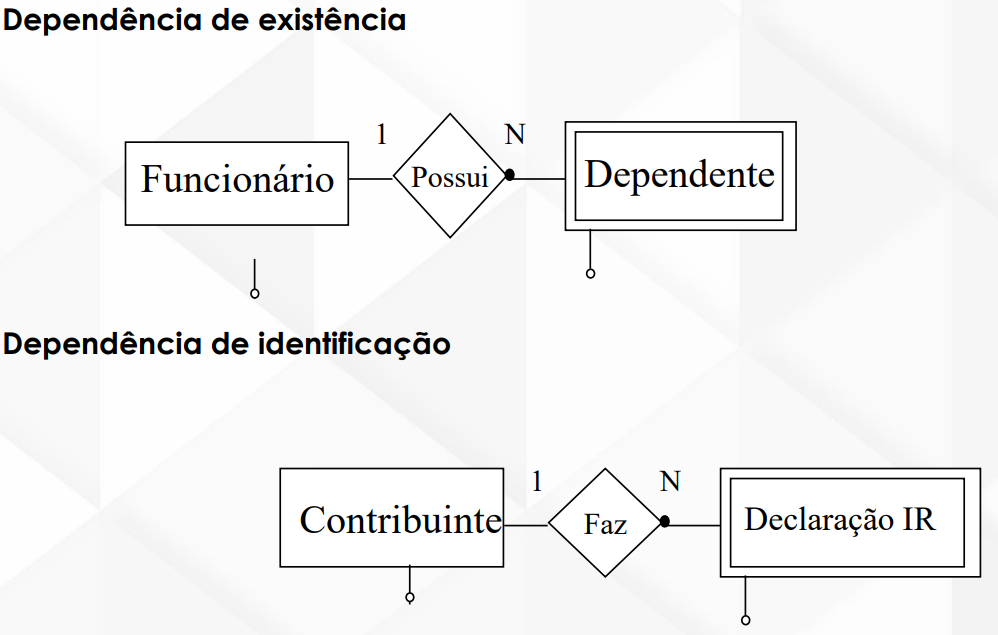 Dependência de existência
1
N
Funcionário
Possui
Dependente
Dependência de identificação
1
N
Contribuinte
Faz
Declaração IR